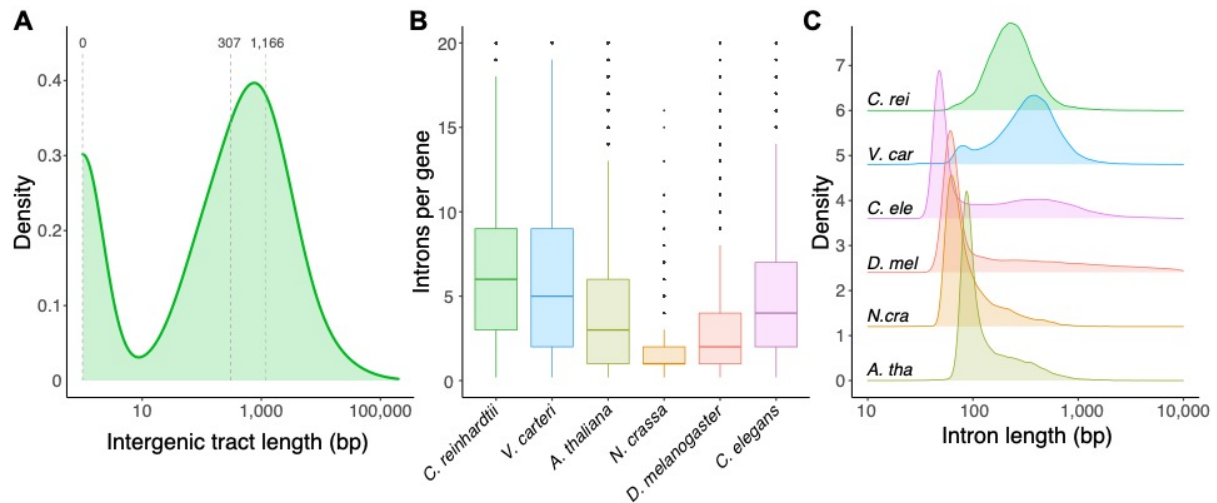 A
0
307
1,166
0.4
0.3
0.2
0.1
0
Density
10
1,000
100,000
Intergenic tract length (bp)
B
20
15
10
5
0
Introns per gene
C. reinhardtii
V. carteri
A. thaliana
N. crassa
D. melanogaster
C. elegans
C
7
6
5
4
3
2
1
0
Density
C. rei
V. car
C. ele
D. mel
N.cra
A. tha
10
100
1,000
10,000
Intron length (bp)